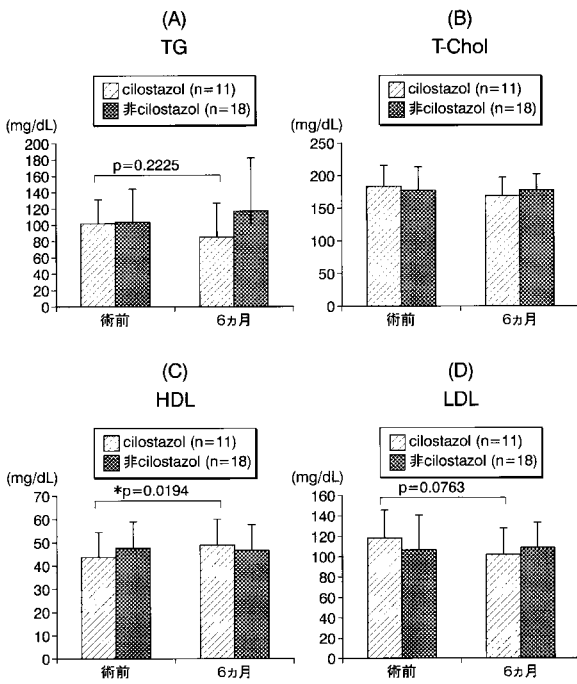 (A)
TG
cilostazol (n=11)
非cilostazol (n=18)
(mg/dL)
200
180
160
140
120
100
80
60
40
20
0
p=0.2225
術前
6ヵ月
(B)
T-Chol
cilostazol (n=11)
非cilostazol (n=18)
(mg/dL)
250
200
150
100
50
0
術前
6ヵ月
(C)
HDL
cilostazol (n=11)
非cilostazol (n=18)
(mg/dL)
70
60
50
40
30
20
10
0
*p=0.0194
術前
6ヵ月
(D)
LDL
cilostazol (n=11)
非cilostazol (n=18)
(mg/dL)
160
140
120
100
80
60
40
20
0
p=0.0763
術前
6ヵ月